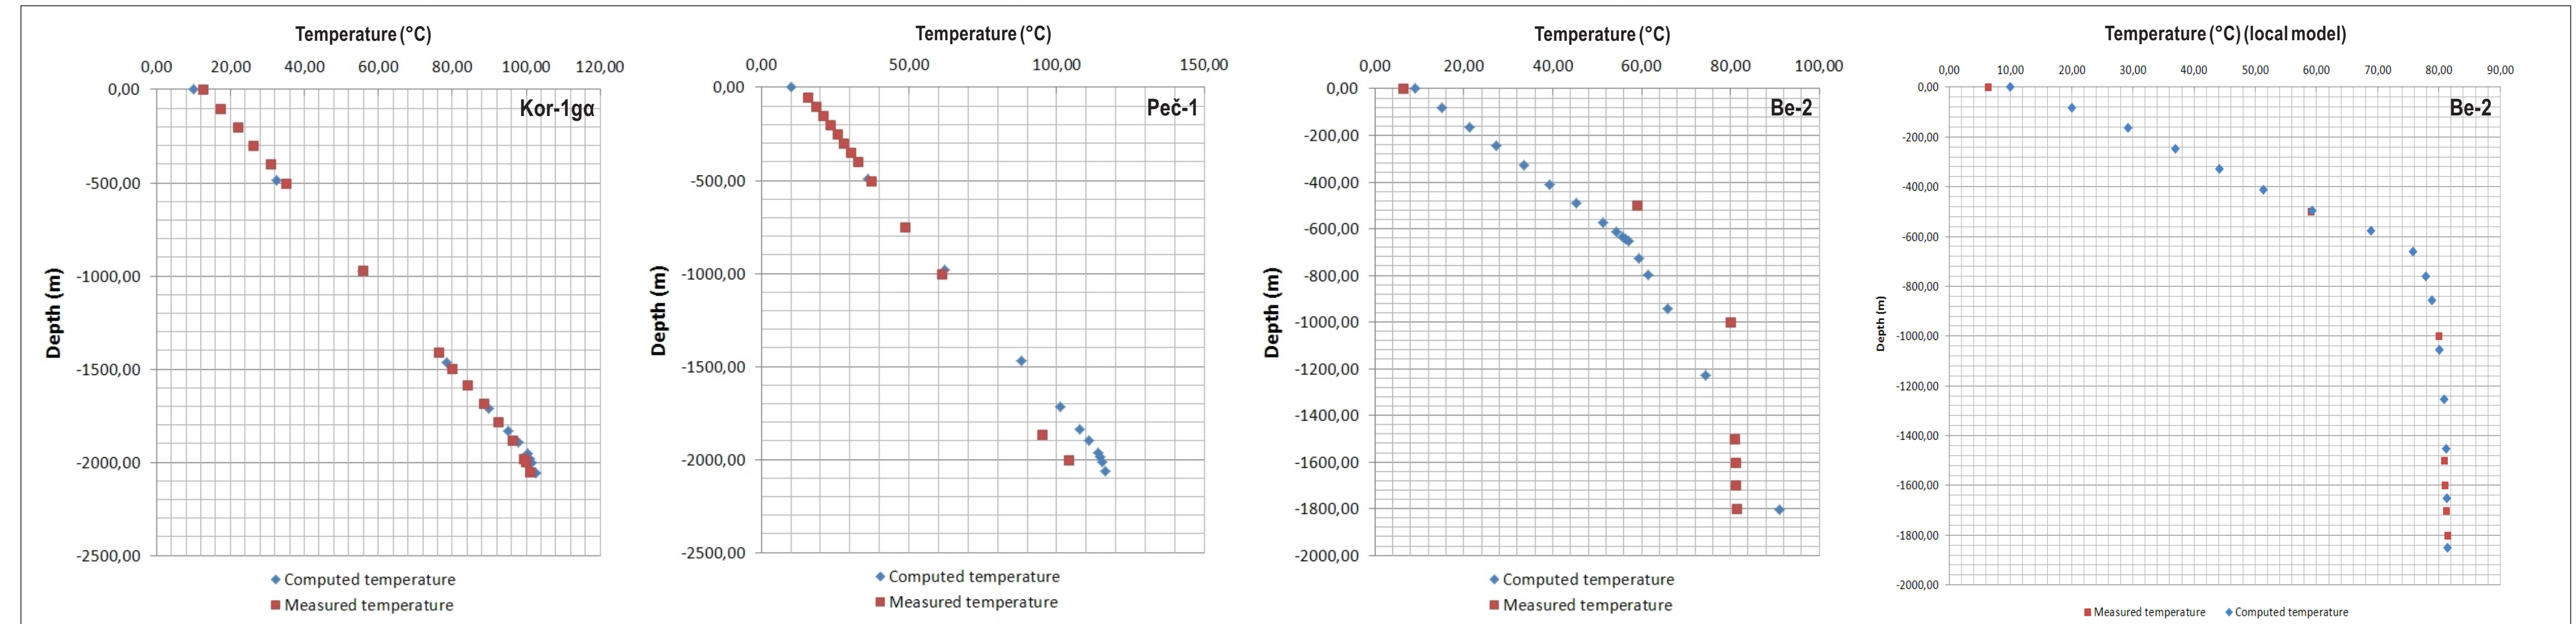 Temperature (°C)
0,00 20,00 40,00 60,00 80,00 100,00 120,00
Kor-1gα
0,00
-500,00
-1000,00
-1500,00
-2000,00
-2500,00
Depth (m)
Computed temperature
Measured temperature
Temperature (°C)
0,00 50,00 100,00 150,00
Peč-1
0,00
-500,00
-1000,00
-1500,00
-2000,00
-2500,00
Depth (m)
Computed temperature
Measured temperature
Temperature (°C)
0,00 20,00 40,00 60,00 80,00 100,00
Be-2
0,00
-200,00
-400,00
-600,00
-800,00
-1000,00
-1200,00
-1400,00
-1600,00
-1800,00
-2000,00
Depth (m)
Computed temperature
Measured temperature
Temperature (°C) (local model)
0,00 10,00 20,00 30,00 40,00 50,00 60,00 70,00 80,00 90,00
Be-2
0,00
-200,00
-400,00
-600,00
-800,00
-1000,00
-1200,00
-1400,00
-1600,00
-1800,00
-2000,00
Depth (m)
Measured temperature Computed temperature